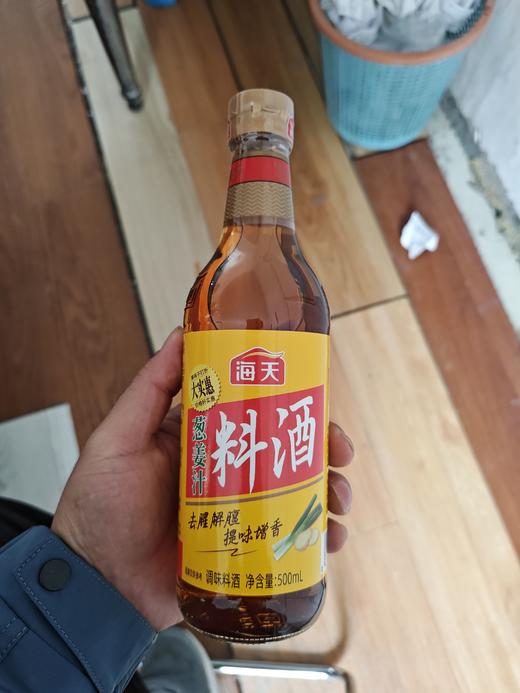 海天
大实惠
葱姜汁
料酒
去腥解膻
提味增香
调味料酒 净含量:500mL